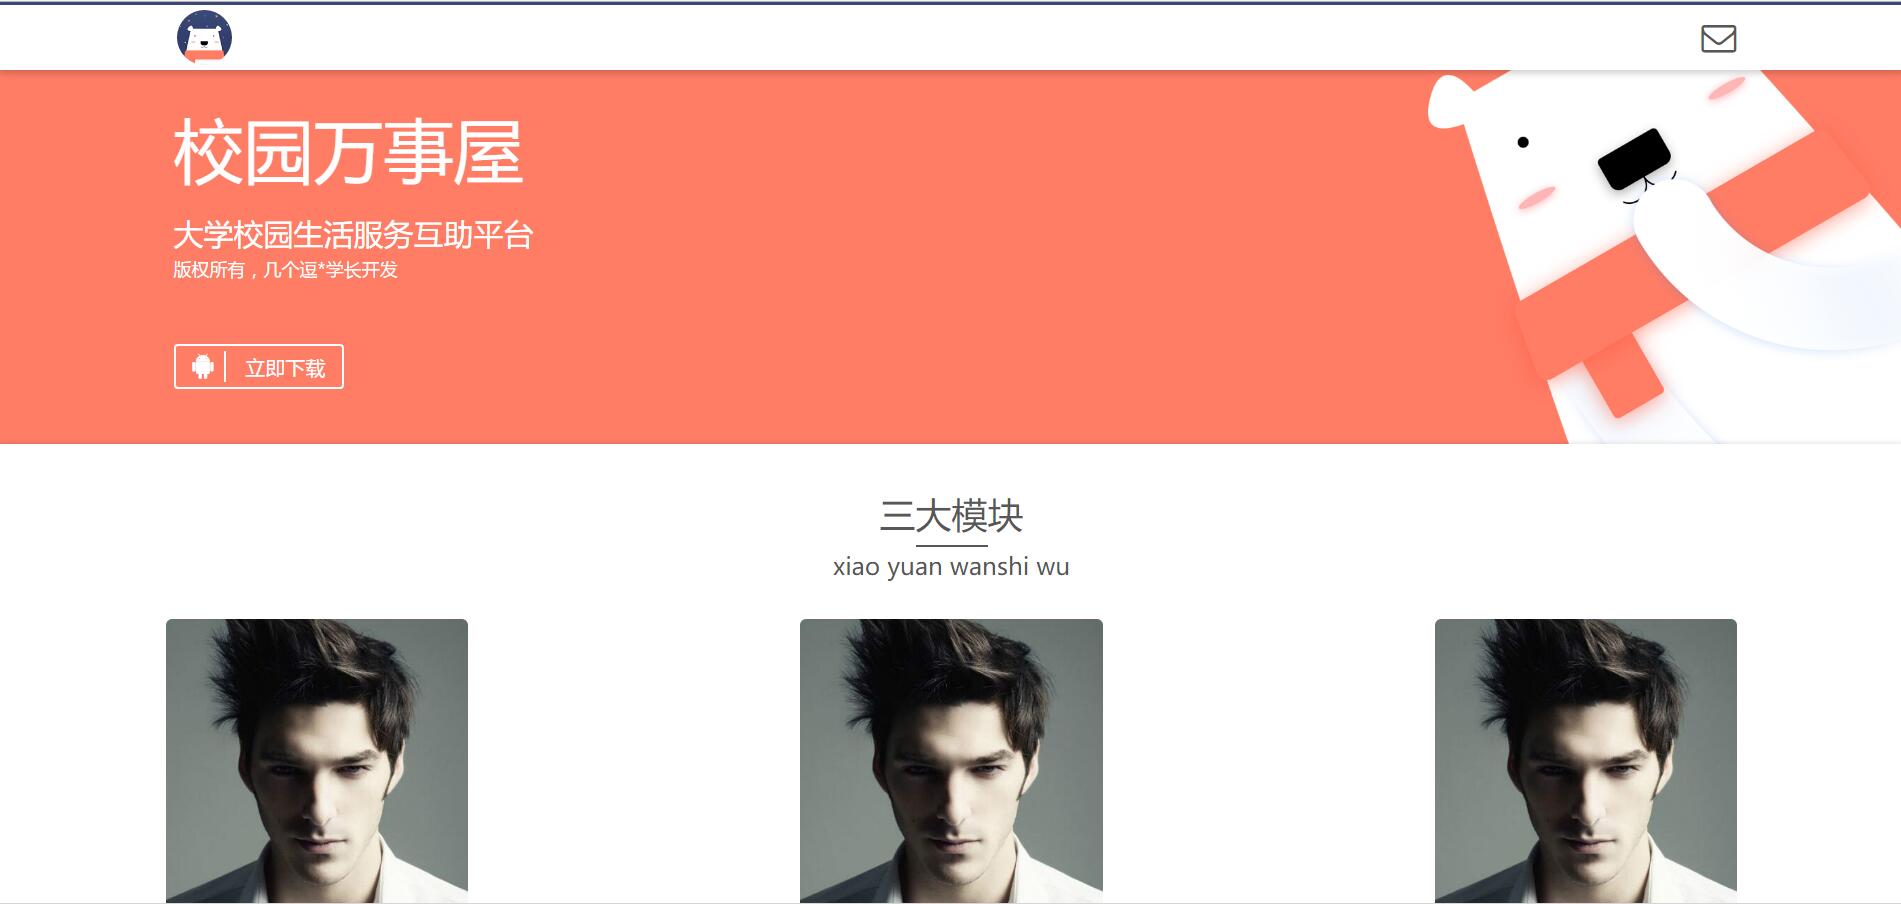 校园万事屋
大学校园生活服务互助平台
版权所有，几个逗*学长开发
立即下载
三大模块
xiao yuan wanshi wu